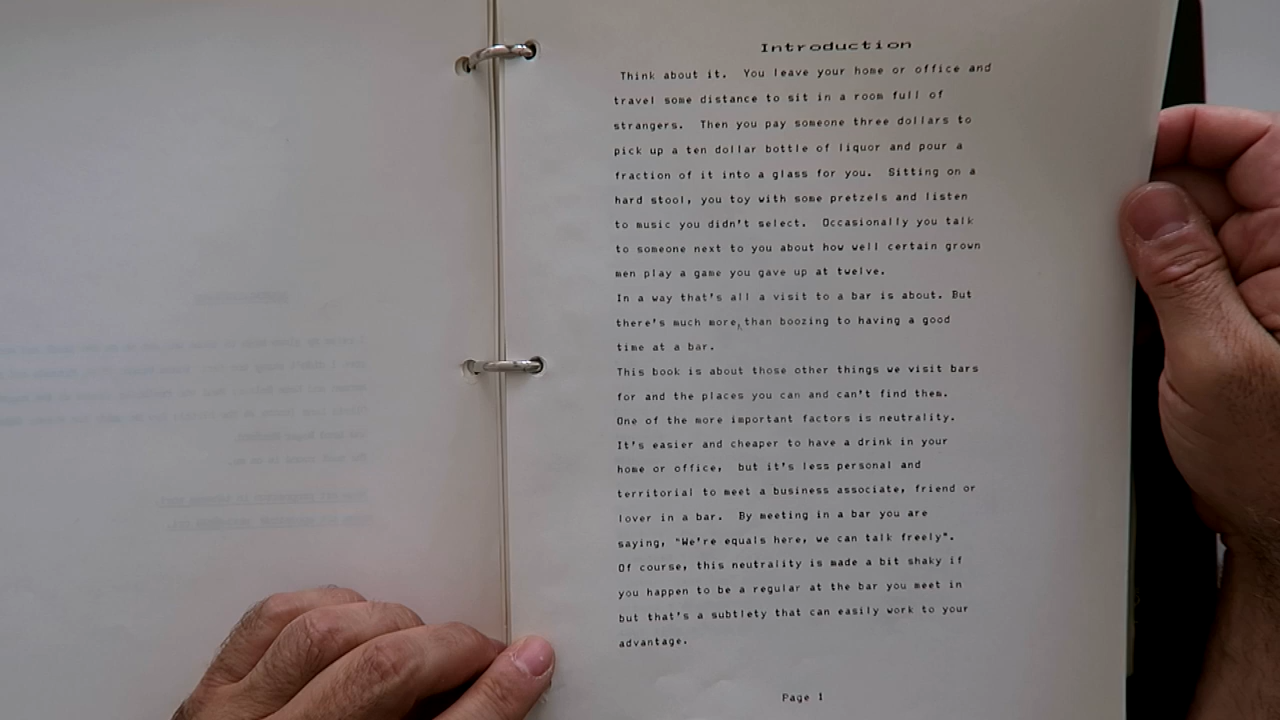 Introduction
Think about it. You leave your home or office and
travel some distance to sit in a room full of
strangers. Then you pay someone three dollars to
pick up a ten dollar bottle of liquor and pour a
fraction of it into a glass for you. Sitting on a
hard stool, you toy with some pretzels and listen
to music you didn't select. Occasionally you talk
to someone next to you about how well certain grown
men play a game you gave up at twelve.
In a way that's all a visit to a bar is about. But
there's much more than boozing to having a good
time at a bar.
This book is about those other things we visit bars
for and the places you can and can't find them.
One of the more important factors is neutrality.
It's easier and cheaper to have a drink in your
home or office, but it's less personal and
territorial to meet a business associate, friend or
lover in a bar. By meeting in a bar you are
saying, "We're equals here, we can talk freely".
Of course, this neutrality is made a bit shaky if
you happen to be a regular at the bar you meet in
but that's a subtlety that can easily work to your
advantage.
Page 1